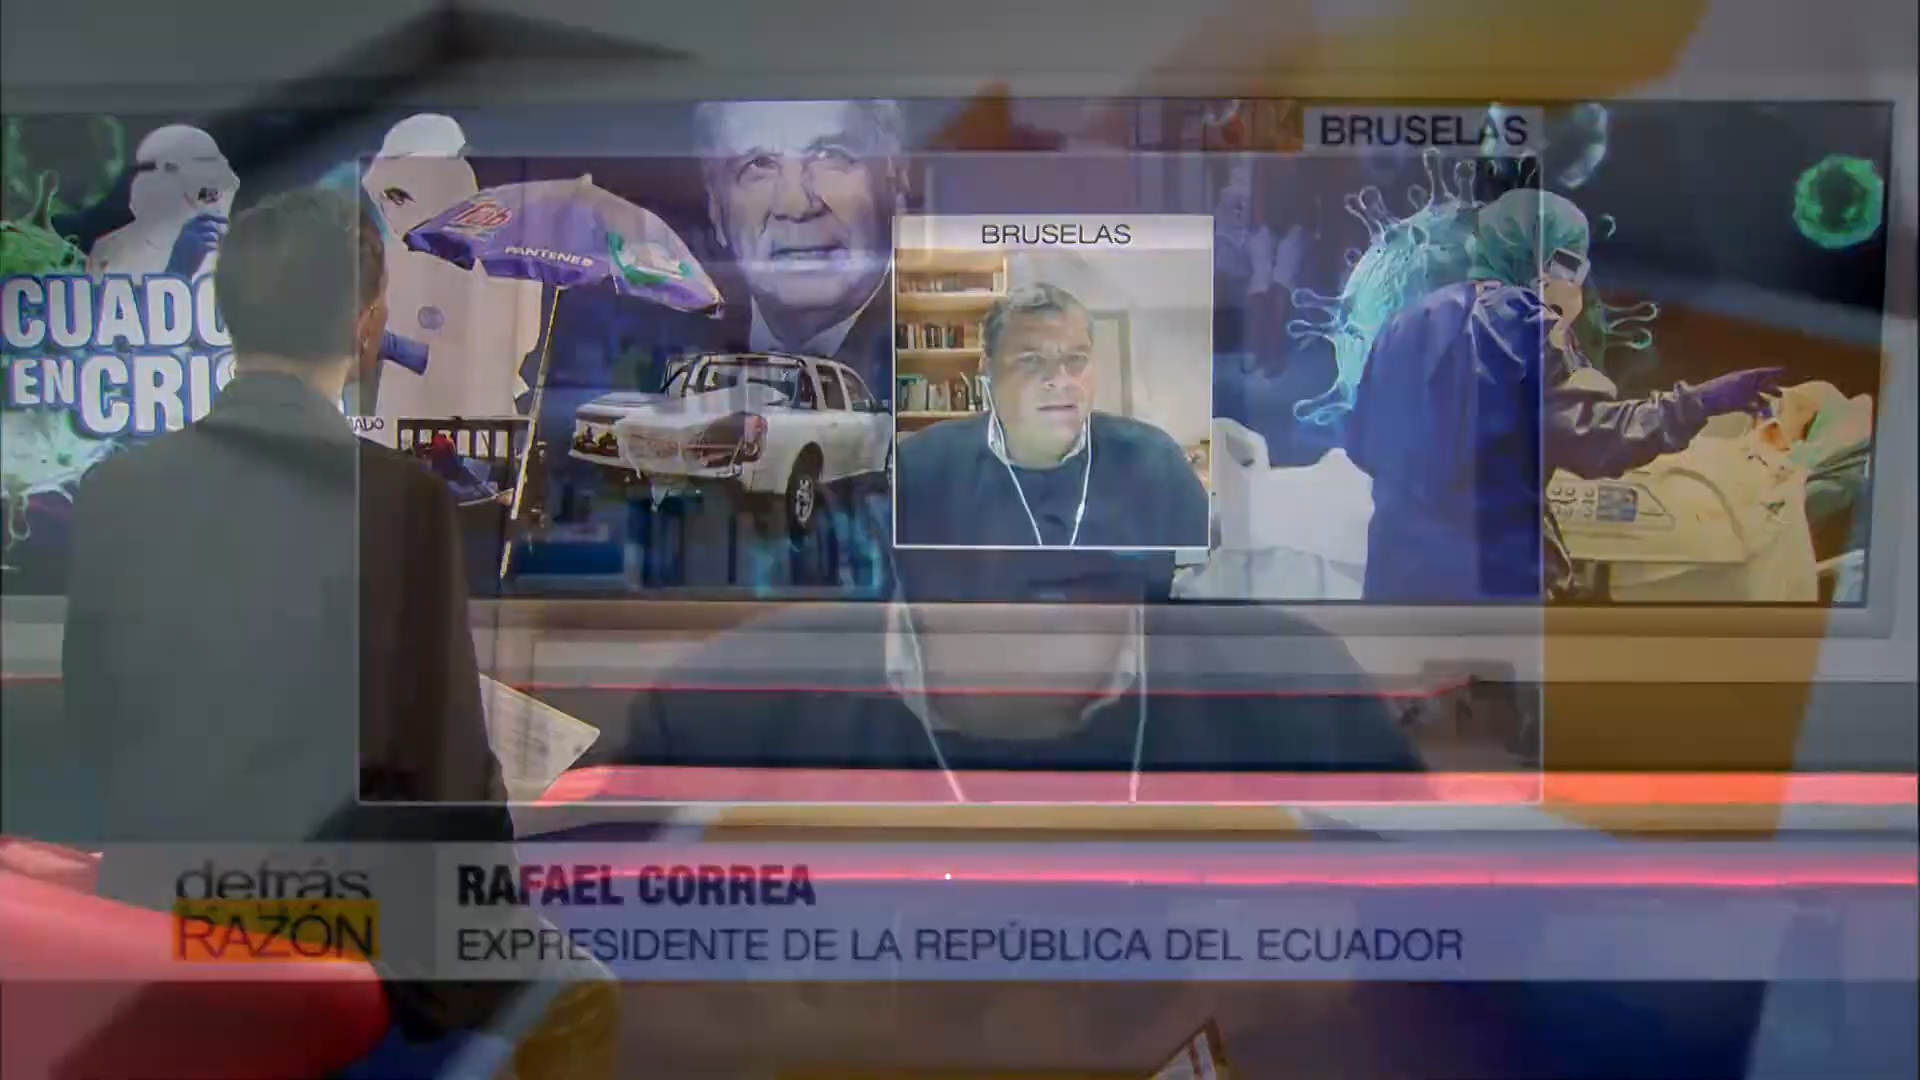 BRUSELAS
BRUSELAS
PANTENE
CUADO
EN CRIS
detrás
RAZÓN
RAFAEL CORREA
EXPRESIDENTE DE LA REPÚBLICA DEL ECUADOR